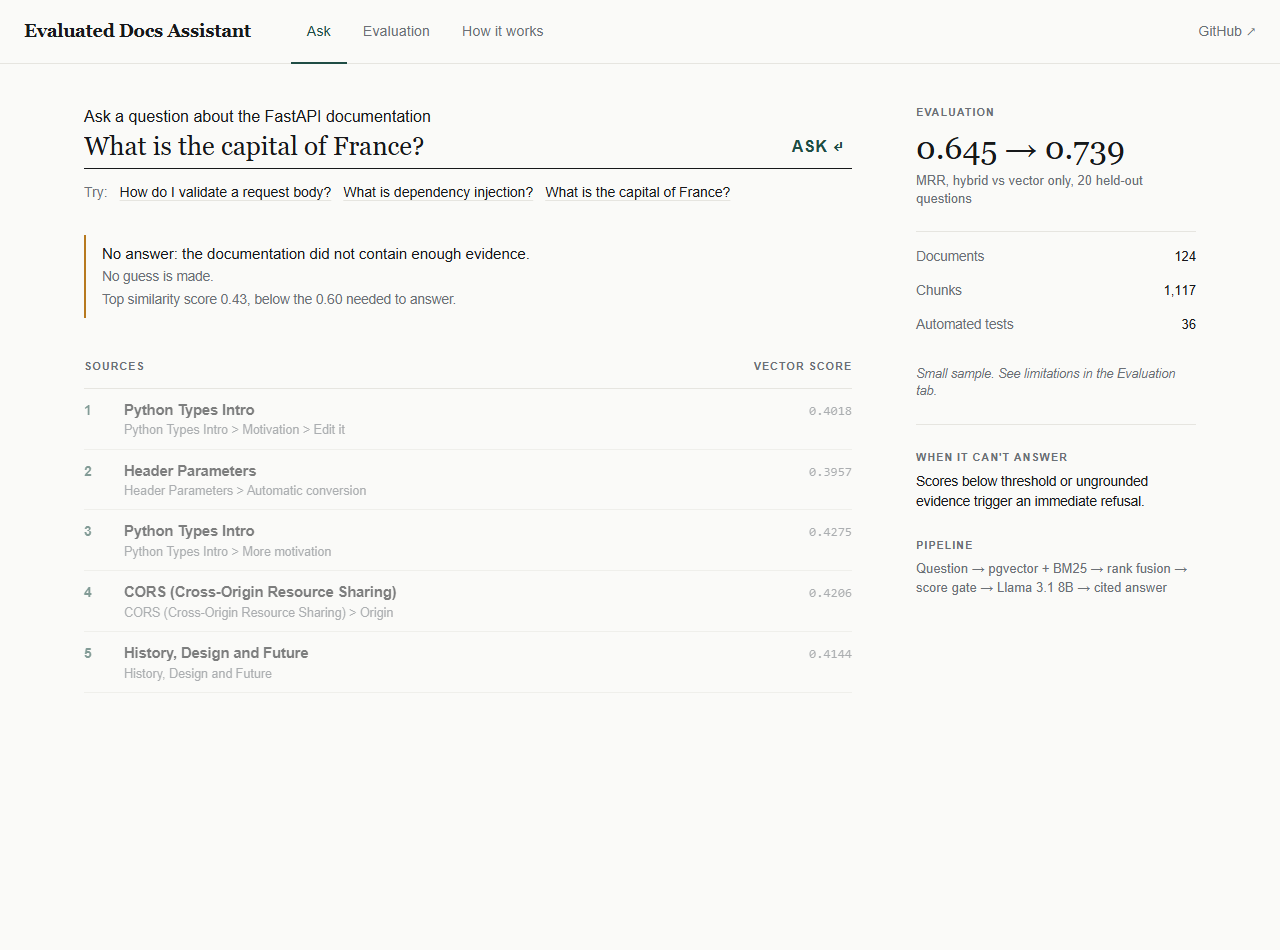 Evaluated Docs Assistant
Ask
Evaluation
How it works
GitHub ↗
Ask a question about the FastAPI documentation
What is the capital of France?
ASK ↵
Try: How do I validate a request body? What is dependency injection? What is the capital of France?
No answer: the documentation did not contain enough evidence.
No guess is made.
Top similarity score 0.43, below the 0.60 needed to answer.
SOURCES
VECTOR SCORE
1 Python Types Intro 0.4018
Python Types Intro > Motivation > Edit it
2 Header Parameters 0.3957
Header Parameters > Automatic conversion
3 Python Types Intro 0.4275
Python Types Intro > More motivation
4 CORS (Cross-Origin Resource Sharing) 0.4206
CORS (Cross-Origin Resource Sharing) > Origin
5 History, Design and Future 0.4144
History, Design and Future
EVALUATION
0.645 → 0.739
MRR, hybrid vs vector only, 20 held-out
questions
Documents 124
Chunks 1,117
Automated tests 36
Small sample. See limitations in the Evaluation
tab.
WHEN IT CAN'T ANSWER
Scores below threshold or ungrounded
evidence trigger an immediate refusal.
PIPELINE
Question → pgvector + BM25 → rank fusion →
score gate → Llama 3.1 8B → cited answer